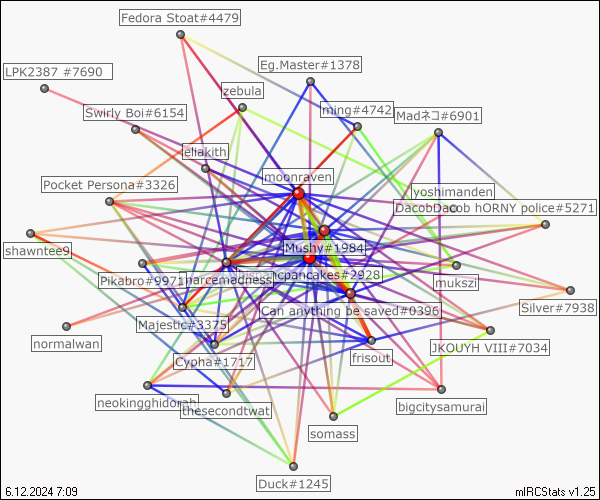 Fedora Stoat#4479
Eg.Master#1378
LPK2387 #7690
zebula
ming#4742
Swirly Boi#6154
Madネコ#6901
eliakith
moonraven
Pocket Persona#3326
yoshimanden
DacobDacob hORNY police#5271
shawntee9
Mushy#1984
Pikabro#9971
narcemadness
pancakes#2928
mukszi
Can anything be saved#0396
Silver#7938
Majestic#3375
normalwan
Cypha#1717
frisout
JKOUYH VIII#7034
neokingghidorah
thesecondtwat
bigcitysamurai
somass
Duck#1245
6.12.2024 7:09
mIRCStats v1.25